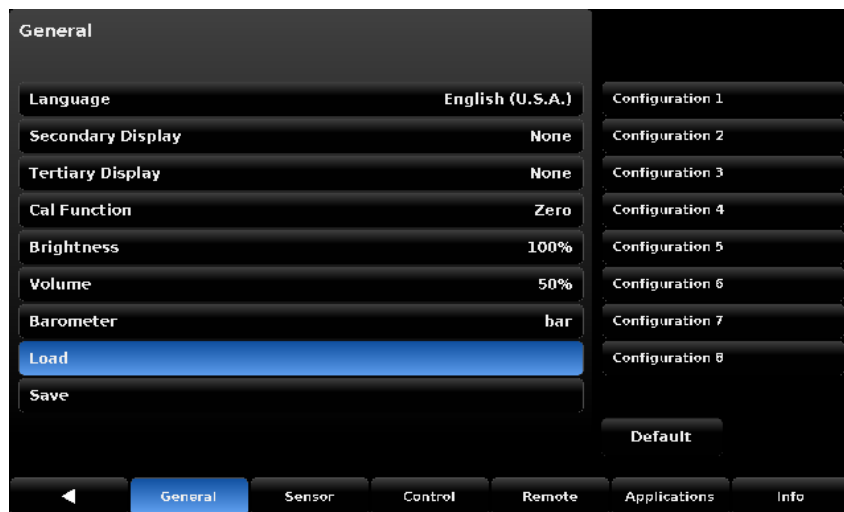 General
Language English (U.S.A.)
Secondary Display None
Tertiary Display None
Cal Function Zero
Brightness 100%
Volume 50%
Barometer bar
Load
Save
Configuration 1
Configuration 2
Configuration 3
Configuration 4
Configuration 5
Configuration 6
Configuration 7
Configuration 8
Default
General Sensor Control Remote Applications Info